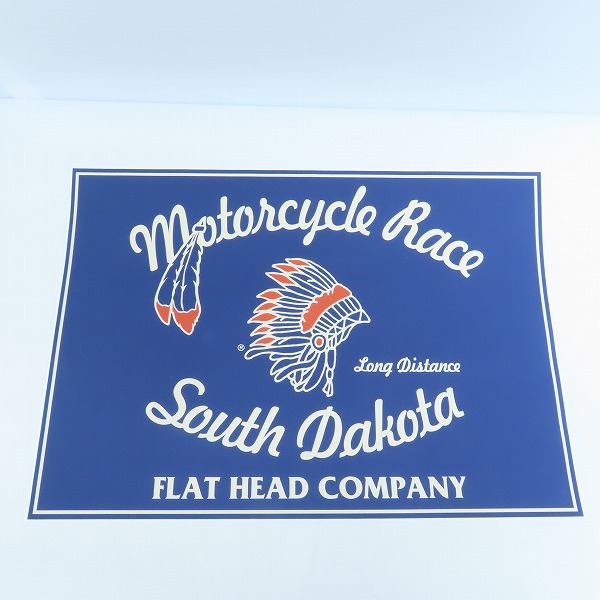 Motorcycle Race
®
Long Distance
South Dakota
FLAT HEAD COMPANY